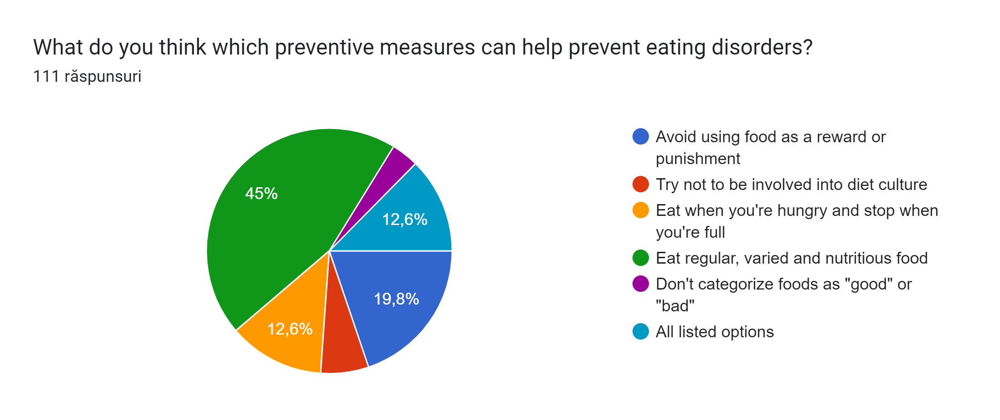 What do you think which preventive measures can help prevent eating disorders?
111 răspunsuri
45%
12,6%
19,8%
12,6%
Avoid using food as a reward or
punishment
Try not to be involved into diet culture
Eat when you're hungry and stop when
you're full
Eat regular, varied and nutritious food
Don't categorize foods as "good" or
"bad"
All listed options